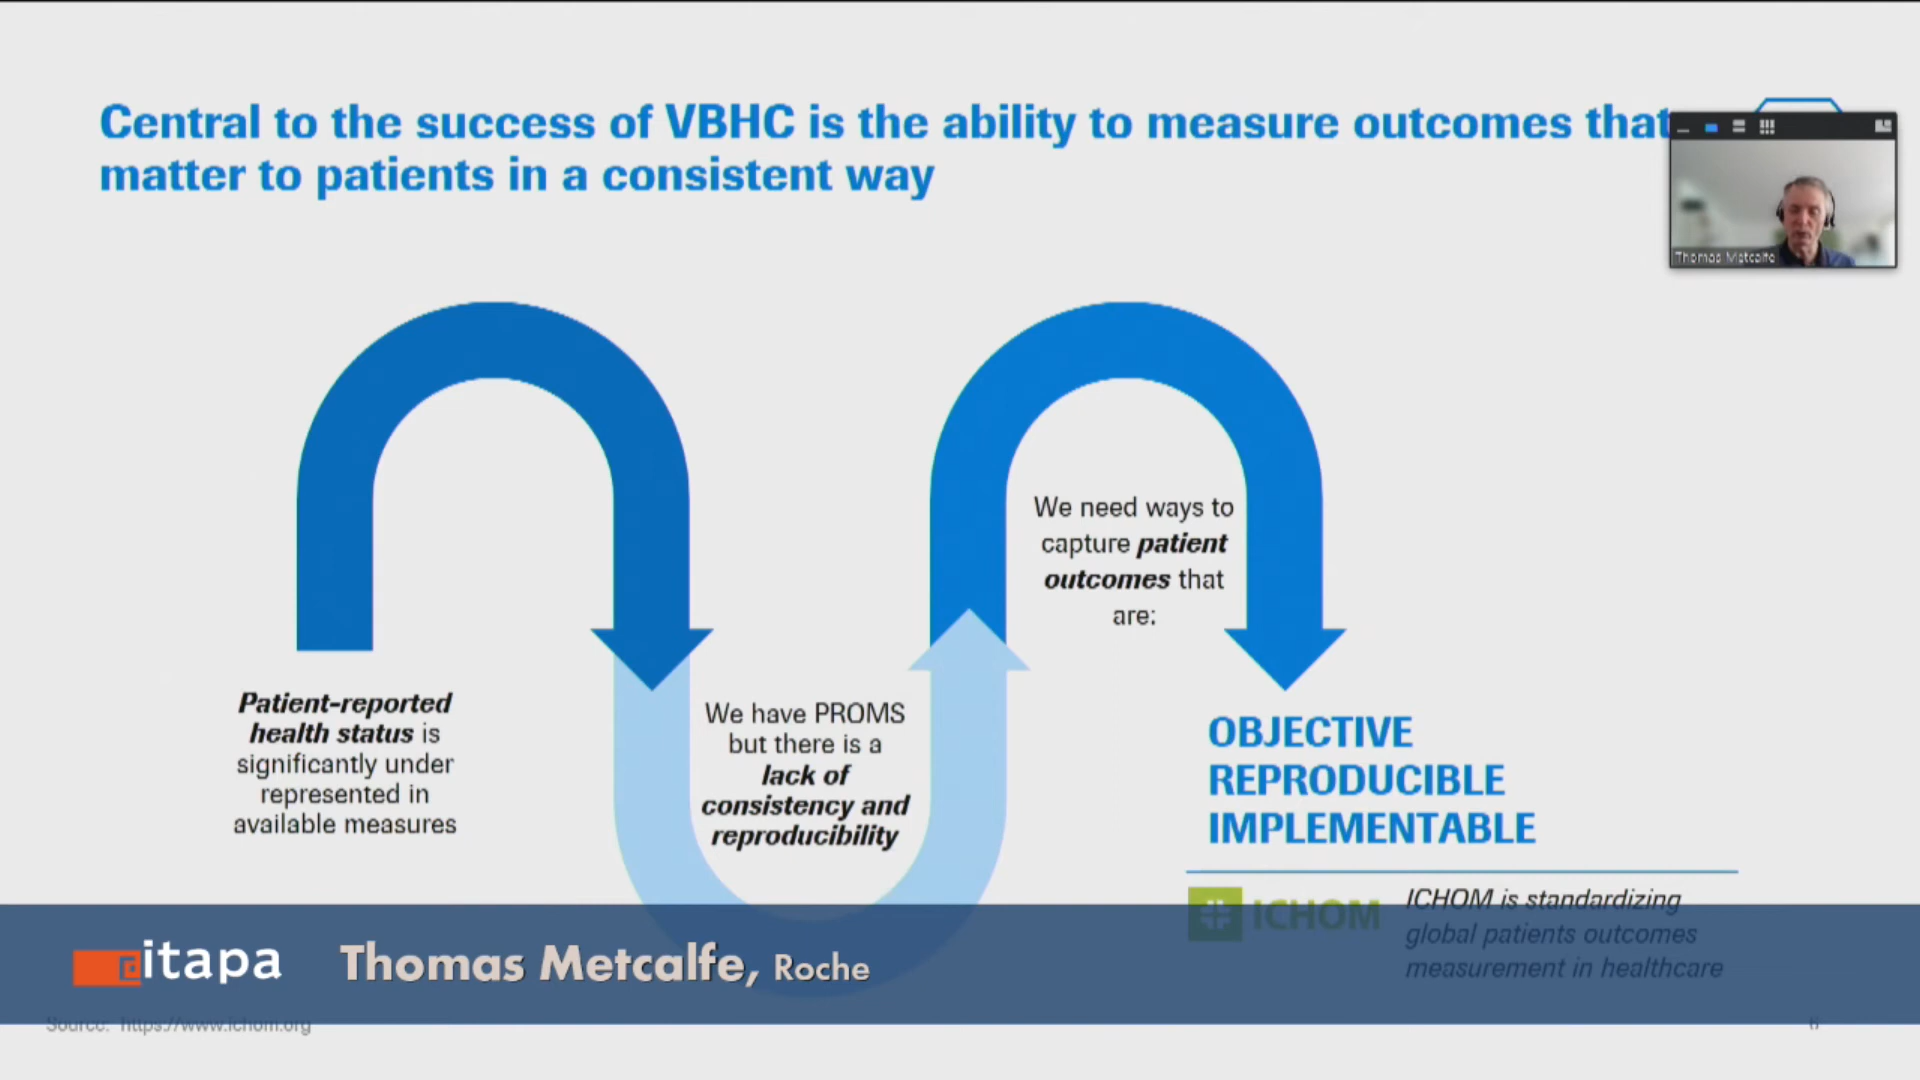 Central to the success of VBHC is the ability to measure outcomes that
matter to patients in a consistent way
Thomas Metcalfe
We need ways to
capture patient
outcomes that
are:
Patient-reported
health status is
significantly under
represented in
available measures
We have PROMS
but there is a
lack of
consistency and
reproducibility
OBJECTIVE
REPRODUCIBLE
IMPLEMENTABLE
ICHOM
ICHOM is standardizing
global patients outcomes
measurement in healthcare
itapa
Thomas Metcalfe, Roche
Source: https://www.ichom.org
6